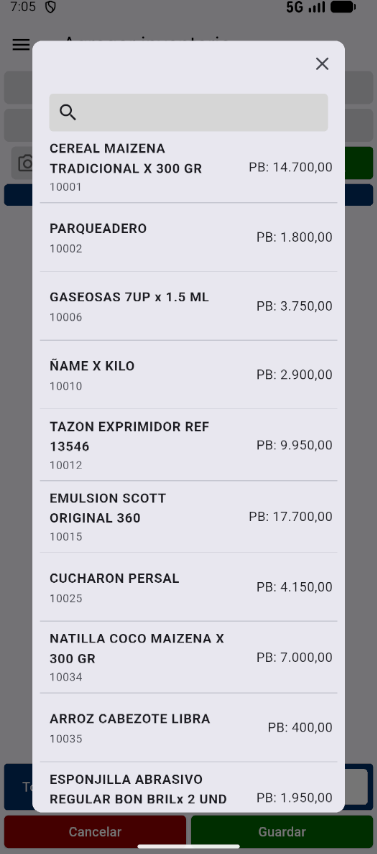 7:05
5G
CEREAL MAIZENA
TRADICIONAL X 300 GR
PB: 14.700,00
10001
PARQUEADERO
PB: 1.800,00
10002
GASEOSAS 7UP x 1.5 ML
PB: 3.750,00
10006
ÑAME X KILO
PB: 2.900,00
10010
TAZON EXPRIMIDOR REF
13546
PB: 9.950,00
10012
EMULSION SCOTT
ORIGINAL 360
PB: 17.700,00
10015
CUCHARON PERSAL
PB: 4.150,00
10025
NATILLA COCO MAIZENA X
300 GR
PB: 7.000,00
10034
ARROZ CABEZOTE LIBRA
PB: 400,00
10035
ESPONJILLA ABRASIVO
REGULAR BON BRILx 2 UND
PB: 1.950,00
Cancelar
Guardar